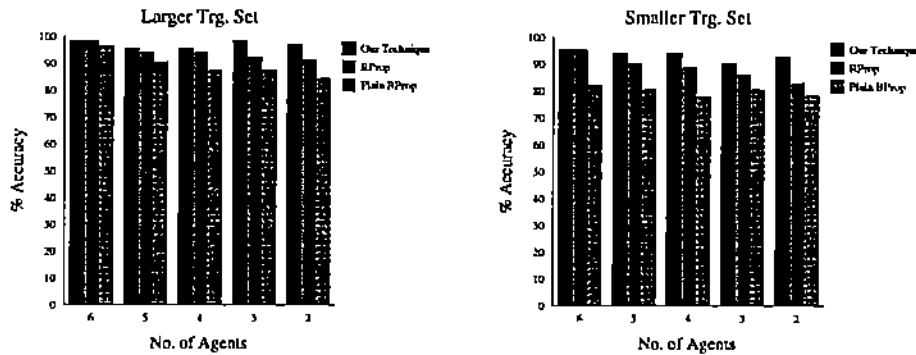 Larger Trg. Set
100
90
80
70
60
50
40
30
20
10
0
% Accuracy
6 5 4 3 2
No. of Agents
Our Technique
RProp
Plain BProp
Smaller Trg. Set
100
90
80
70
60
50
40
30
20
10
0
% Accuracy
6 5 4 3 2
No. of Agents
Our Technique
RProp
Plain BProp